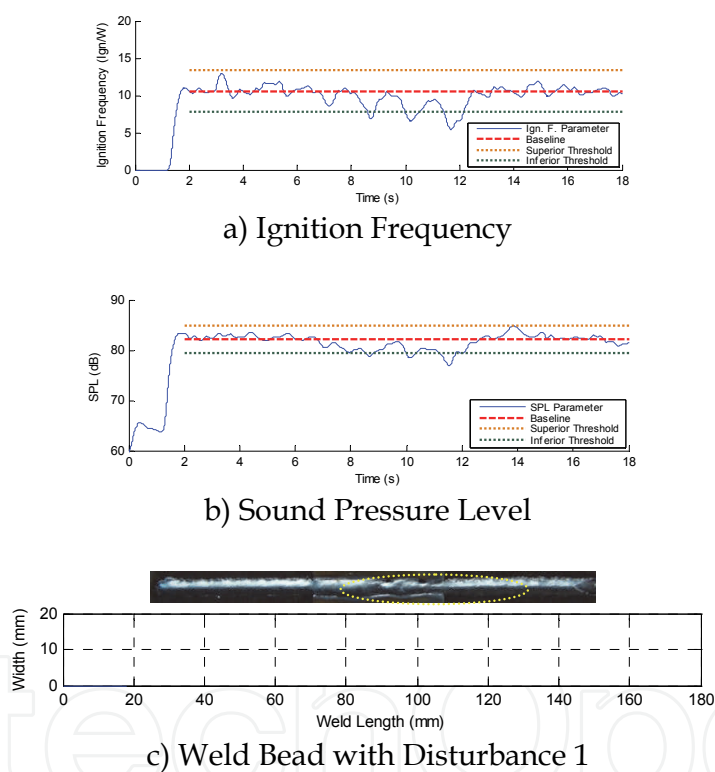 20
15
10
5
0
Ignition Frequency (Ign/W)
0 2 4 6 8 10 12 14 16 18
Time (s)
Ign. F. Parameter
Baseline
Superior Threshold
Inferior Threshold
a) Ignition Frequency
90
80
70
60
SPL (dB)
0 2 4 6 8 10 12 14 16 18
Time (s)
SPL Parameter
Baseline
Superior Threshold
Inferior Threshold
b) Sound Pressure Level
20
10
0
Width (mm)
0 20 40 60 80 100 120 140 160 180
Weld Length (mm)
c) Weld Bead with Disturbance 1